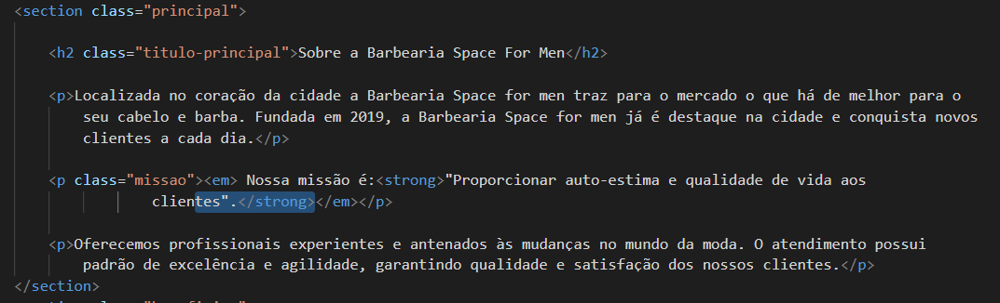 <section class="principal">
<h2 class="titulo-principal">Sobre a Barbearia Space For Men</h2>
<p>Localizada no coração da cidade a Barbearia Space for men traz para o mercado o que há de melhor para o
seu cabelo e barba. Fundada em 2019, a Barbearia Space for men já é destaque na cidade e conquista novos
clientes a cada dia.</p>
<p class="missao"><em> Nossa missão é:<strong>"Proporcionar auto-estima e qualidade de vida aos
clientes".</strong></em></p>
<p>Oferecemos profissionais experientes e antenados às mudanças no mundo da moda. O atendimento possui
padrão de excelência e agilidade, garantindo qualidade e satisfação dos nossos clientes.</p>
</section>